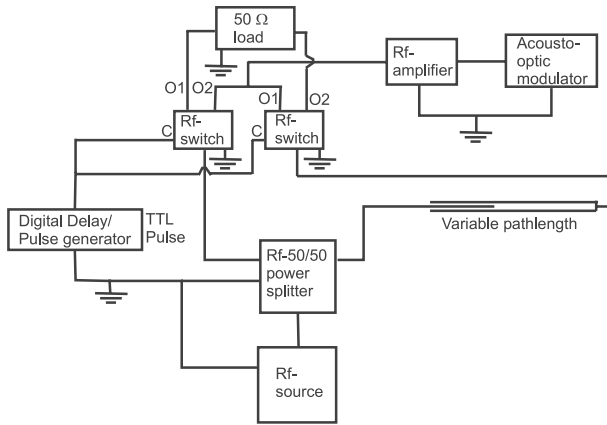 50 Ω
load
Rf-
amplifier
Acousto-
optic
modulator
O1 O2
O1 O2
C
Rf-
switch
C
Rf-
switch
Digital Delay/
Pulse generator
TTL
Pulse
Variable pathlength
Rf-50/50
power
splitter
Rf-
source